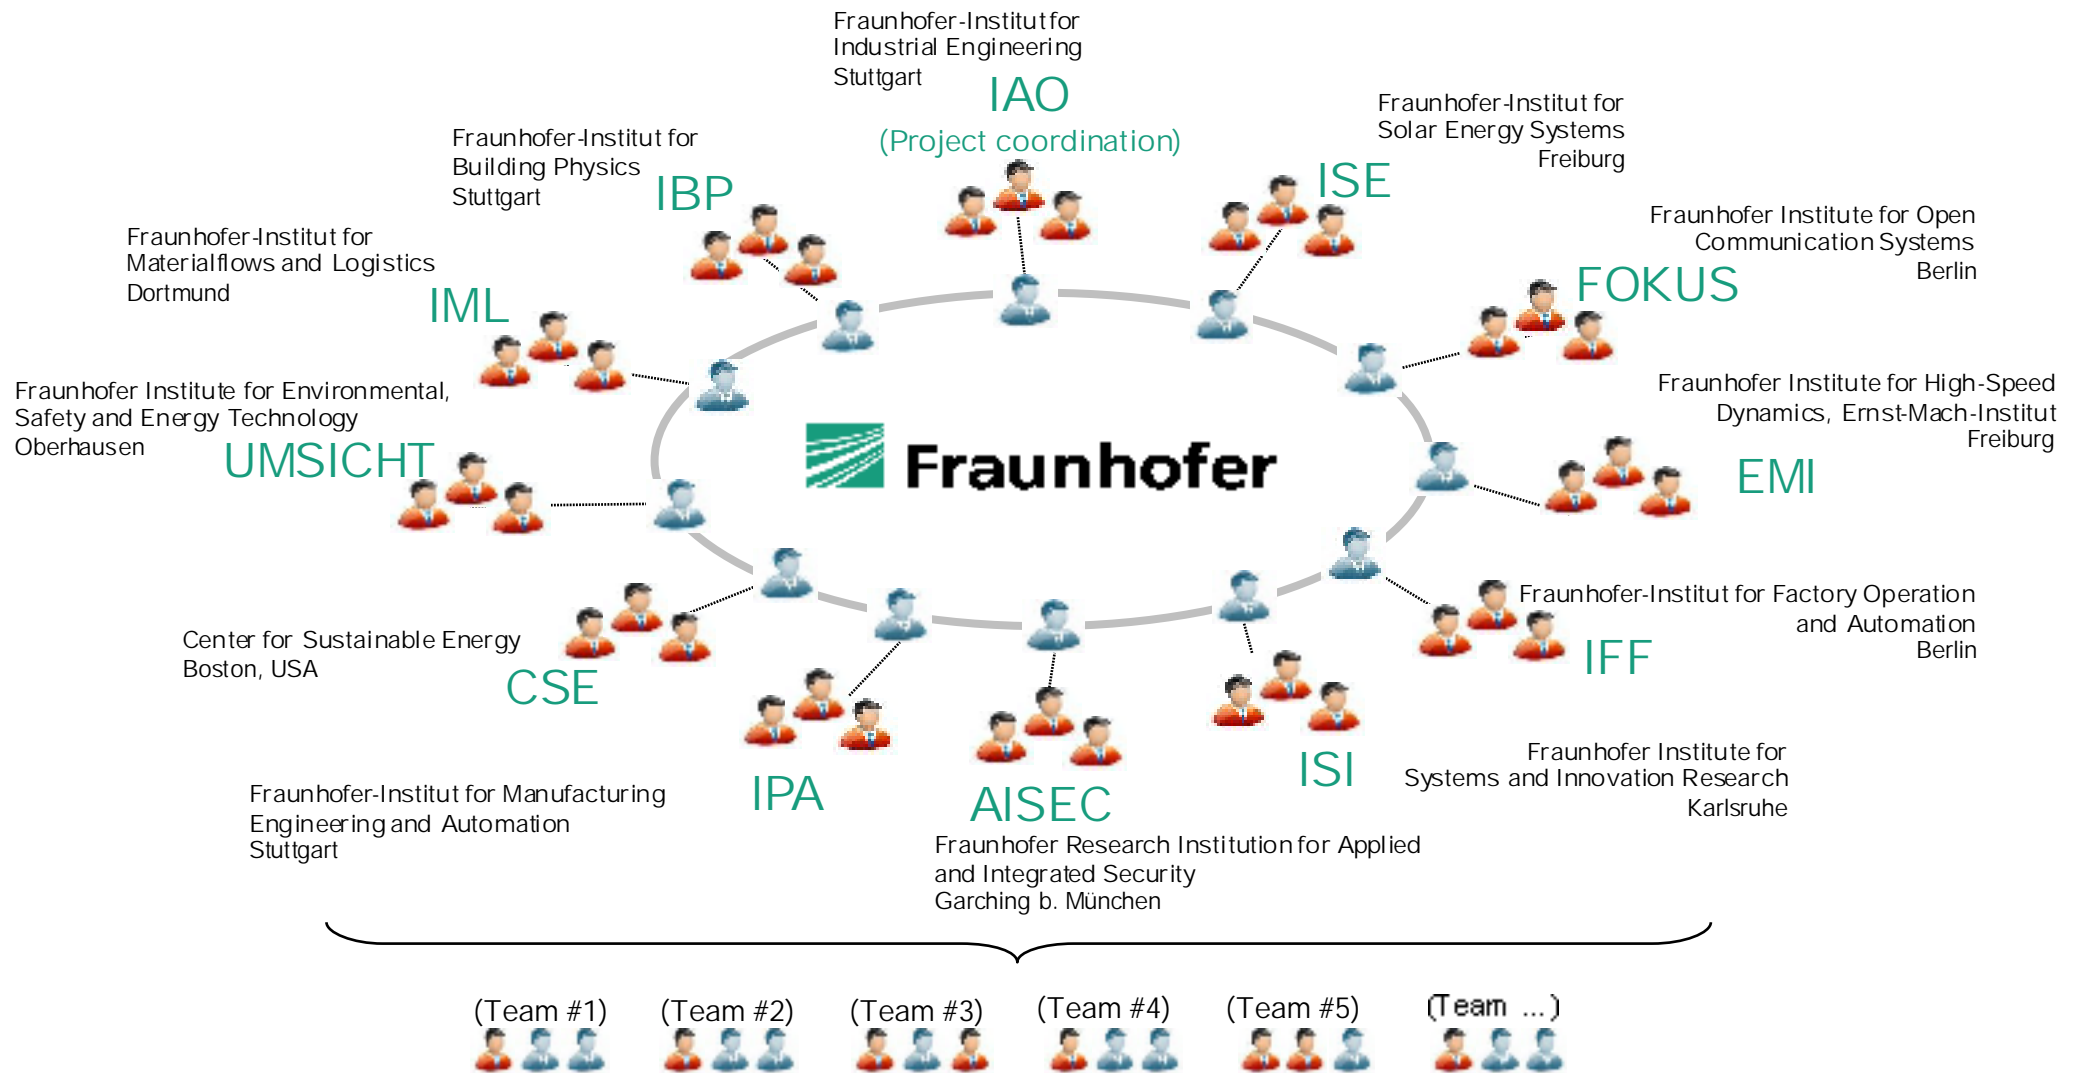 Fraunhofer-Institut for
Industrial Engineering
Stuttgart
IAO
(Project coordination)
Fraunhofer-Institut for
Solar Energy Systems
Freiburg
ISE
Fraunhofer-Institut for
Building Physics
Stuttgart
IBP
Fraunhofer Institute for Open
Communication Systems
Berlin
FOKUS
Fraunhofer-Institut for
Materialflows and Logistics
Dortmund
IML
Fraunhofer Institute for High-Speed
Dynamics, Ernst-Mach-Institut
Freiburg
EMI
Fraunhofer Institute for Environmental,
Safety and Energy Technology
Oberhausen
UMSICHT
Fraunhofer
Fraunhofer-Institut for Factory Operation
and Automation
Berlin
IFF
Center for Sustainable Energy
Boston, USA
CSE
Fraunhofer Institute for
Systems and Innovation Research
Karlsruhe
ISI
Fraunhofer-Institut for Manufacturing
Engineering and Automation
Stuttgart
IPA
AISEC
Fraunhofer Research Institution for Applied
and Integrated Security
Garching b. München
(Team #1) (Team #2) (Team #3) (Team #4) (Team #5) (Team ...)